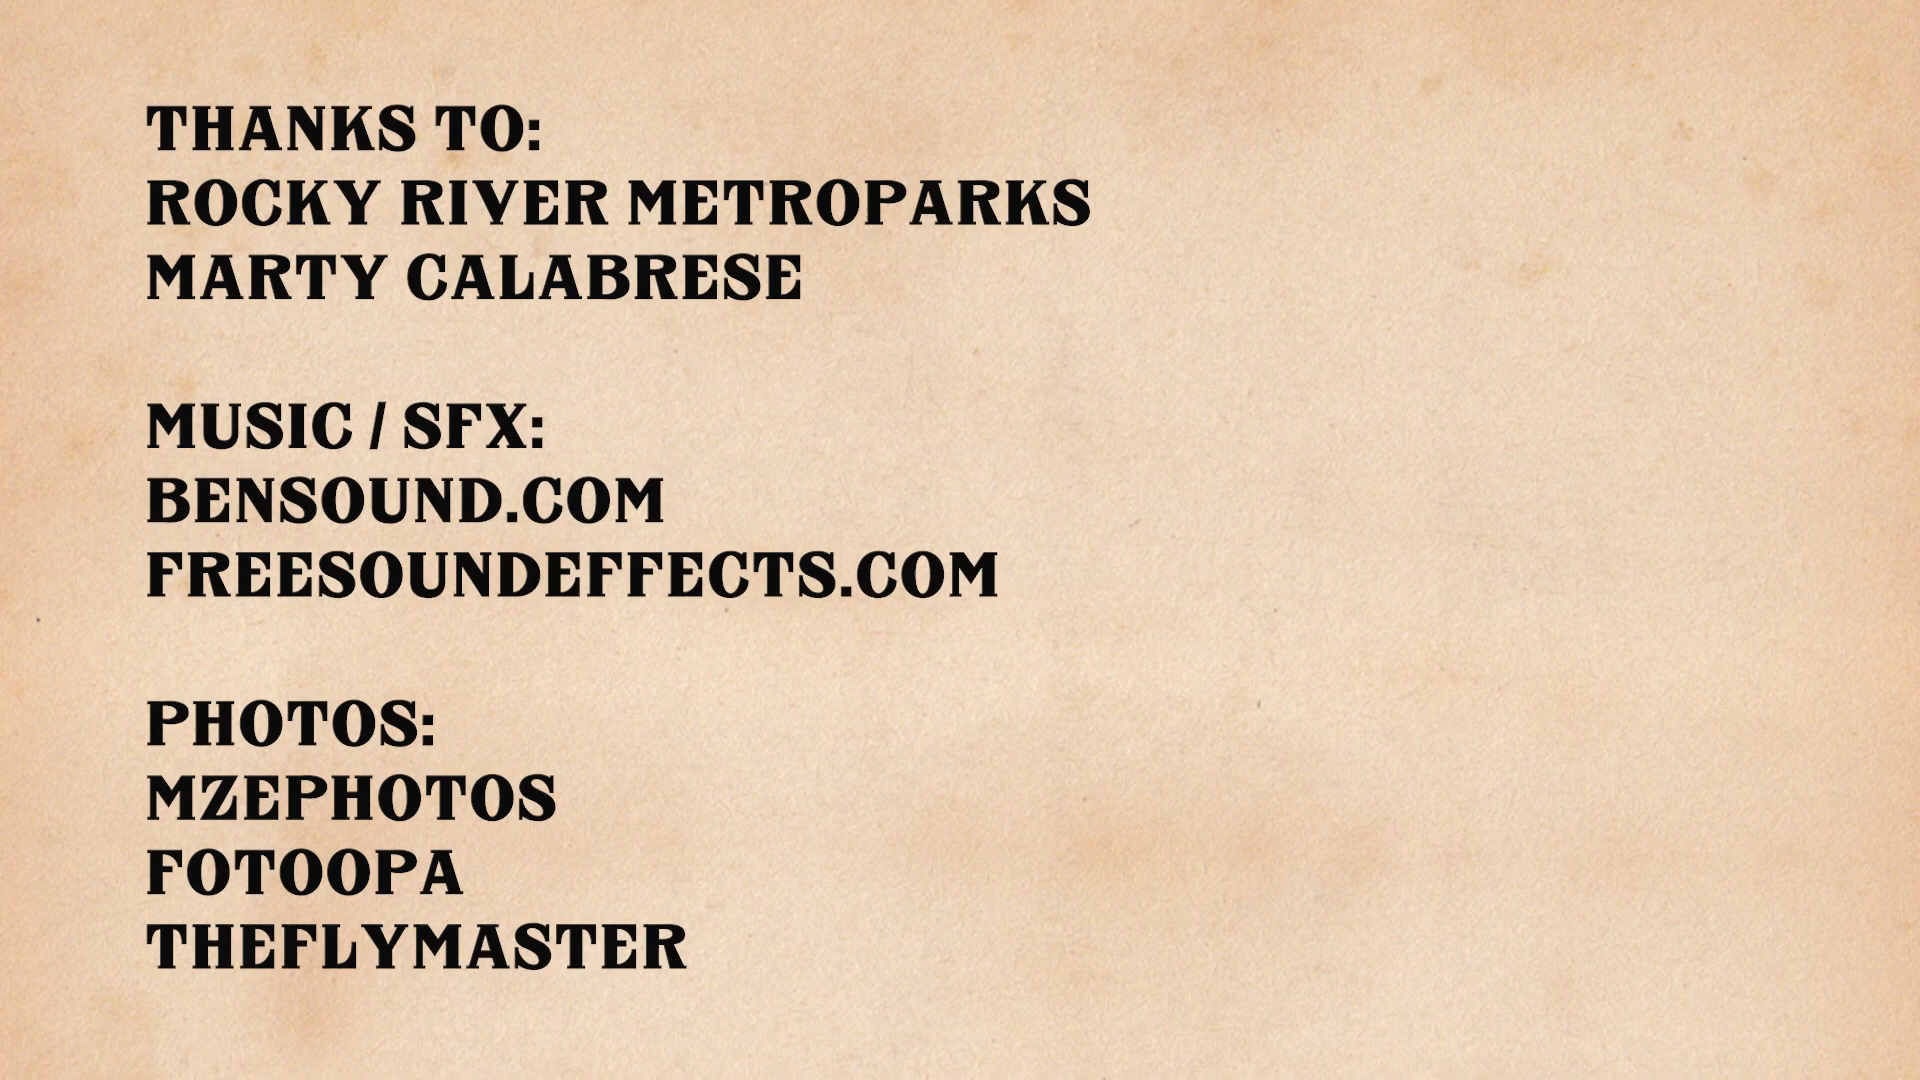 THANKS TO:
ROCKY RIVER METROPARKS
MARTY CALABRESE
MUSIC / SFX:
BENSOUND.COM
FREESOUNDEFFECTS.COM
PHOTOS:
MZEPHOTOS
FOTOOPA
THEFLYMASTER